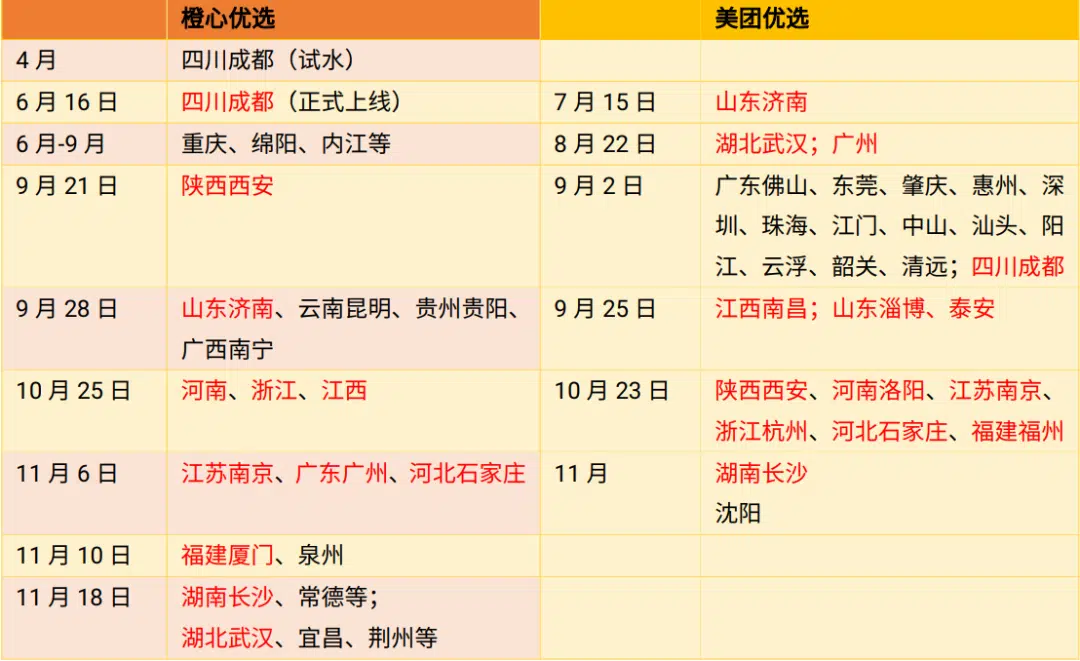 橙心优选 美团优选
4 月 四川成都（试水）
6 月 16 日 四川成都（正式上线） 7 月 15 日 山东济南
6 月-9 月 重庆、绵阳、内江等 8 月 22 日 湖北武汉；广州
9 月 21 日 陕西西安 9 月 2 日 广东佛山、东莞、肇庆、惠州、深
圳、珠海、江门、中山、汕头、阳
江、云浮、韶关、清远；四川成都
9 月 28 日 山东济南、云南昆明、贵州贵阳、 9 月 25 日 江西南昌；山东淄博、泰安
广西南宁
10 月 25 日 河南、浙江、江西 10 月 23 日 陕西西安、河南洛阳、江苏南京、
浙江杭州、河北石家庄、福建福州
11 月 6 日 江苏南京、广东广州、河北石家庄 11 月 湖南长沙
沈阳
11 月 10 日 福建厦门、泉州
11 月 18 日 湖南长沙、常德等；
湖北武汉、宜昌、荆州等